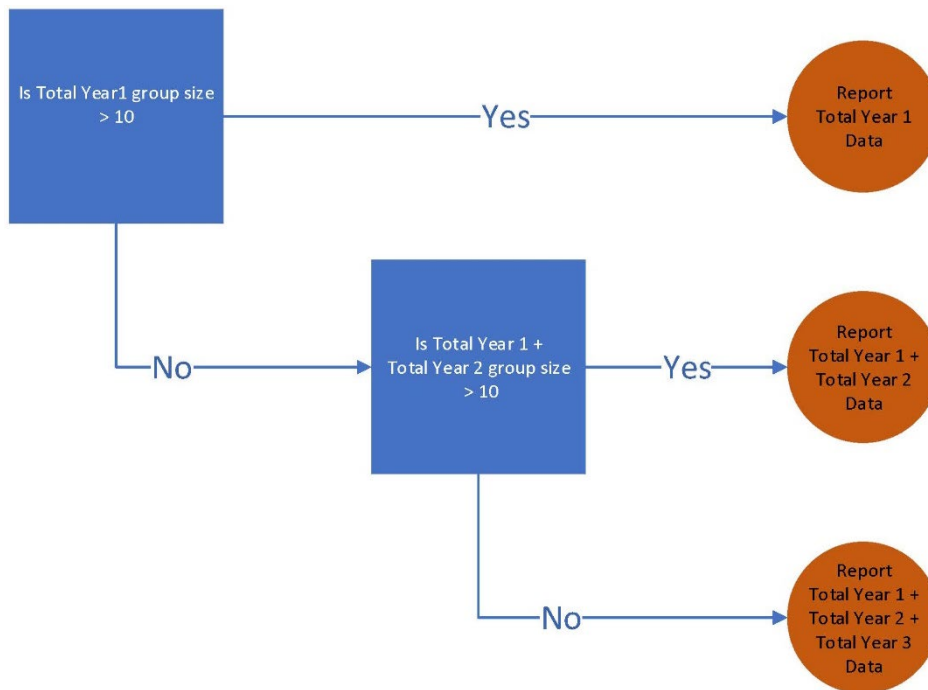 Is Total Year1 group size
> 10
Yes
Report
Total Year 1
Data
No
Is Total Year 1 +
Total Year 2 group size
> 10
Yes
Report
Total Year 1 +
Total Year 2
Data
No
Report
Total Year 1 +
Total Year 2 +
Total Year 3
Data